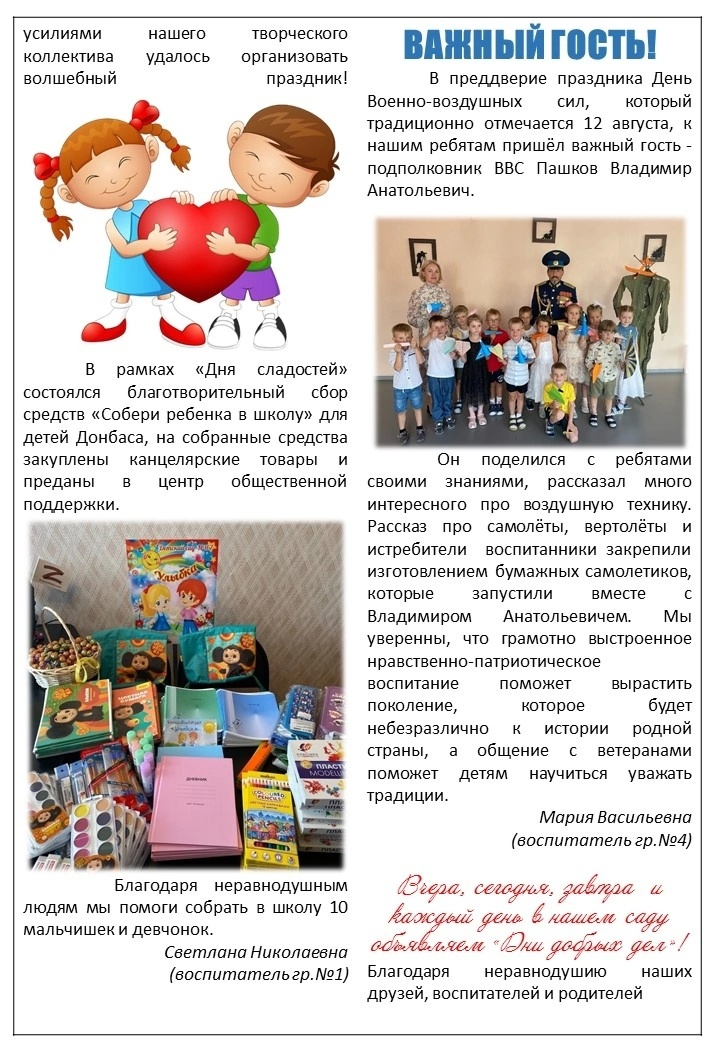 усилиями нашего творческого
коллектива удалось организовать
волшебный праздник!
В рамках «Дня сладостей»
состоялся благотворительный сбор
средств «Собери ребенка в школу» для
детей Донбаса, на собранные средства
закуплены канцелярские товары и
преданы в центр общественной
поддержки.
Улыбка
ДНЕВНИК
Благодаря неравнодушным
людям мы помоги собрать в школу 10
мальчишек и девчонок.
Светлана Николаевна
(воспитатель гр.№1)
ВАЖНЫЙ ГОСТЬ!
В преддверие праздника День
Военно-воздушных сил, который
традиционно отмечается 12 августа, к
нашим ребятам пришёл важный гость -
подполковник ВВС Пашков Владимир
Анатольевич.
Он поделился с ребятами
своими знаниями, рассказал много
интересного про воздушную технику.
Рассказ про самолёты, вертолёты и
истребители воспитанники закрепили
изготовлением бумажных самолетиков,
которые запустили вместе с
Владимиром Анатольевичем. Мы
уверенны, что грамотно выстроенное
нравственно-патриотическое
воспитание поможет вырастить
поколение, которое будет
небезразлично к истории родной
страны, а общение с ветеранами
поможет детям научиться уважать
традиции.
Мария Васильевна
(воспитатель гр.№4)
Вчера, сегодня, завтра и
каждый день в нашем саду
объявляем «Дни добрых дел»!
Благодаря неравнодушию наших
друзей, воспитателей и родителей